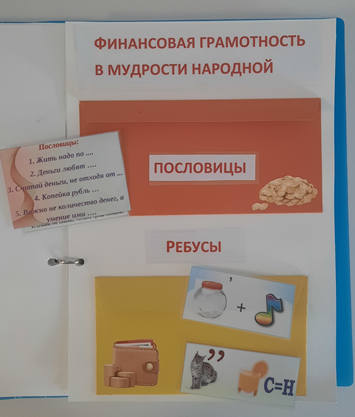 ФИНАНСОВАЯ ГРАМОТНОСТЬ
В МУДРОСТИ НАРОДНОЙ
Пословицы:
1. Жить надо по ....
2. Деньги любят ....
3. Считай деньги, не отходя от ...
4. Копейка рубль ...
5. Важно не количество денег, а
умение ими ....
ПОСЛОВИЦЫ
РЕБУСЫ
’
+
,,
С=Н